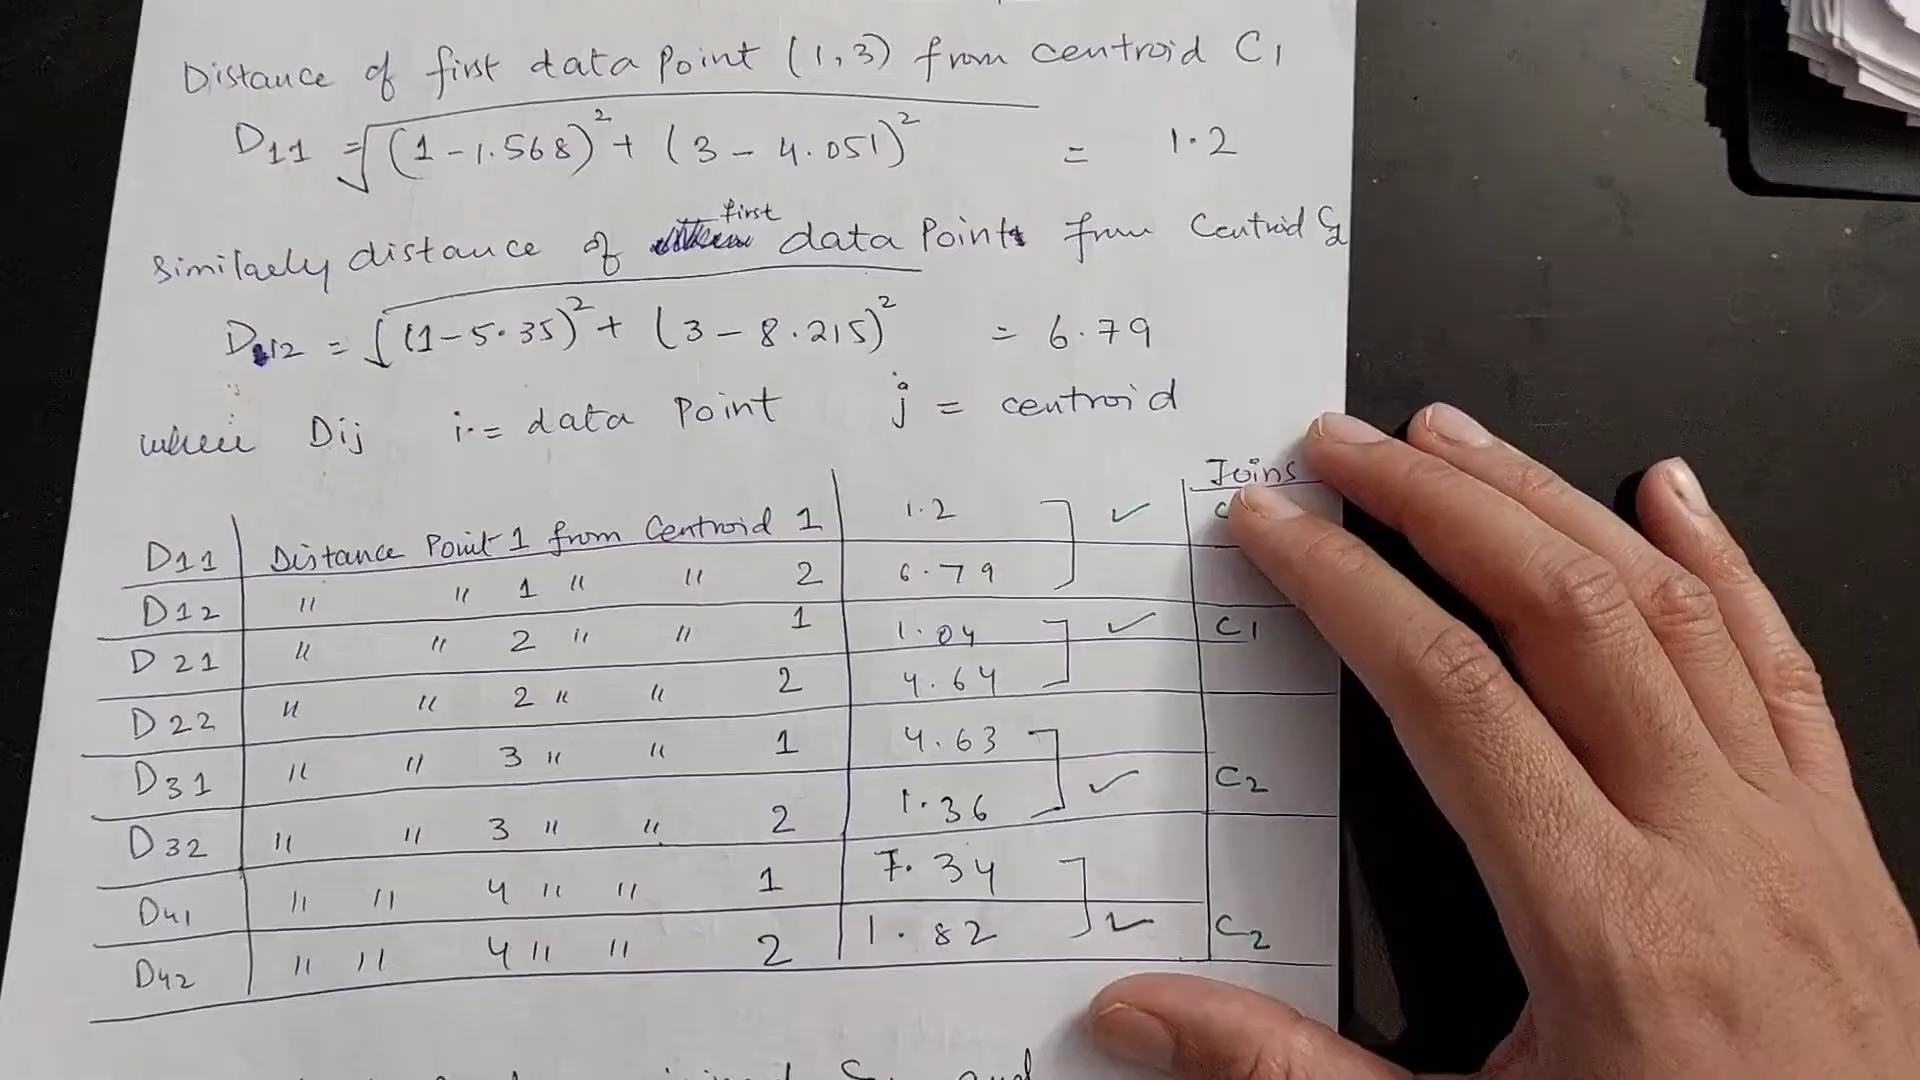 Distance of first data Point (1,3) from centroid C1
D11 = √(1-1.568)² + (3-4.051)² = 1.2
first
Similaely distance of data Points from Centroid C2
D12 = √(1-5.35)² + (3-8.215)² = 6.79
where Dij i = data Point j = centroid
Joins
D11 Distance Point 1 from Centroid 1 1.2 ✓ C
D12 " " 1 " " 2 6.79
D21 " " 2 " " 1 1.04 ✓ C1
D22 " " 2 " " 2 4.64
D31 " " 3 " " 1 4.63
D32 " " 3 " " 2 1.36 ✓ C2
D41 " " 4 " " 1 7.34
D42 " " 4 " " 2 1.82 ✓ C2
and